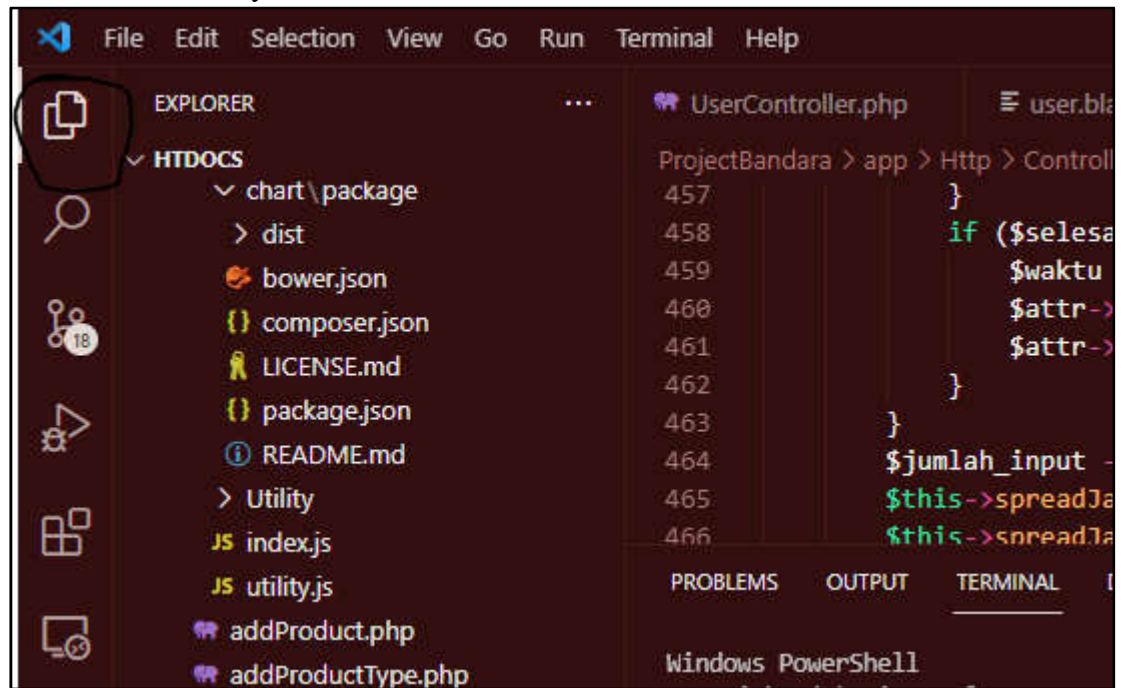 File Edit Selection View Go Run Terminal Help
EXPLORER ...
HTDOCS
chart\package
dist
bower.json
composer.json
LICENSE.md
package.json
README.md
Utility
index.js
utility.js
addProduct.php
addProductType.php
18
UserController.php user.bla
ProjectBandara > app > Http > Controll
457 }
458 if ($selesa
459 $waktu
460 $attr->
461 $attr->
462 }
463 }
464 $jumlah_input -
465 $this->spreadJa
466 $this->spreadJa
PROBLEMS OUTPUT TERMINAL
Windows PowerShell